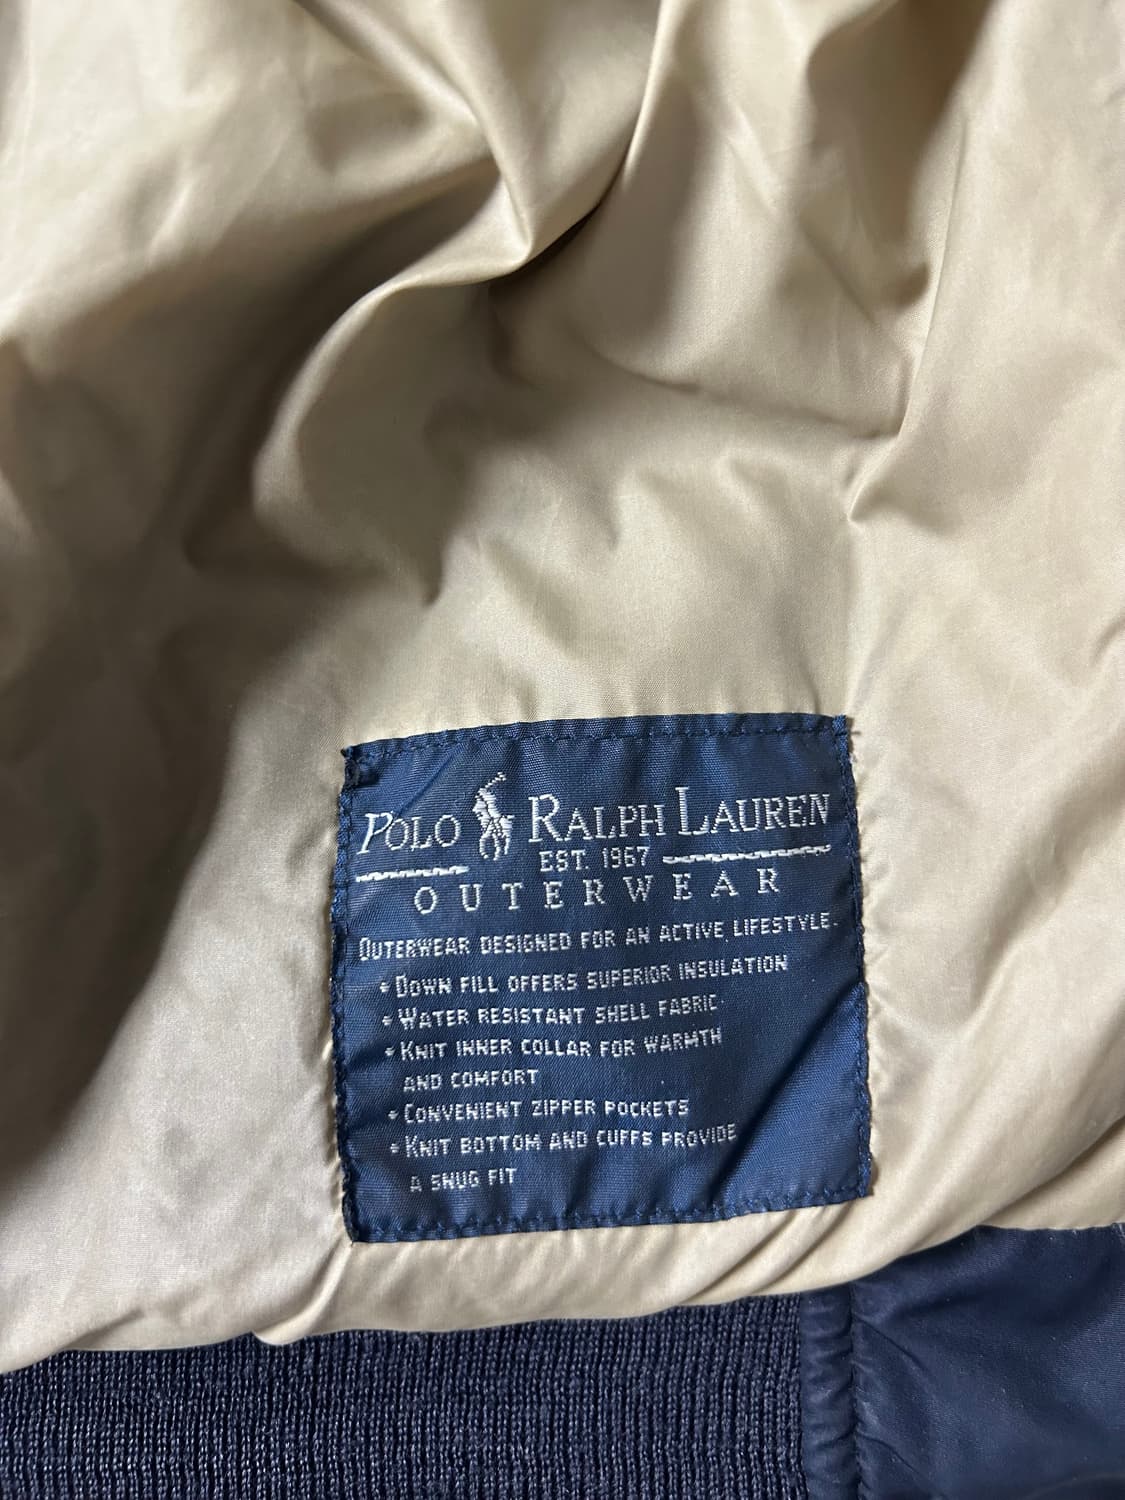 POLO RALPH LAUREN
EST. 1967
OUTERWEAR
OUTERWEAR DESIGNED FOR AN ACTIVE LIFESTYLE.
• DOWN FILL OFFERS SUPERIOR INSULATION
• WATER RESISTANT SHELL FABRIC
• KNIT INNER COLLAR FOR WARMTH
AND COMFORT
• CONVENIENT ZIPPER POCKETS
• KNIT BOTTOM AND CUFFS PROVIDE
A SNUG FIT